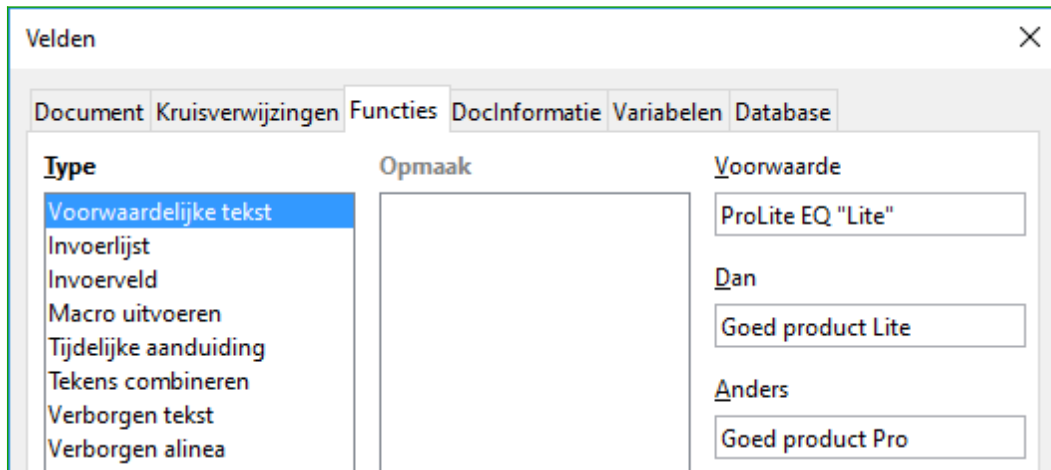 Velden
Document Kruisverwijzingen Functies DocInformatie Variabelen Database
Type
Voorwaardelijke tekst
Invoerlijst
Invoerveld
Macro uitvoeren
Tijdelijke aanduiding
Tekens combineren
Verborgen tekst
Verborgen alinea
Opmaak
Voorwaarde
ProLite EQ "Lite"
Dan
Goed product Lite
Anders
Goed product Pro